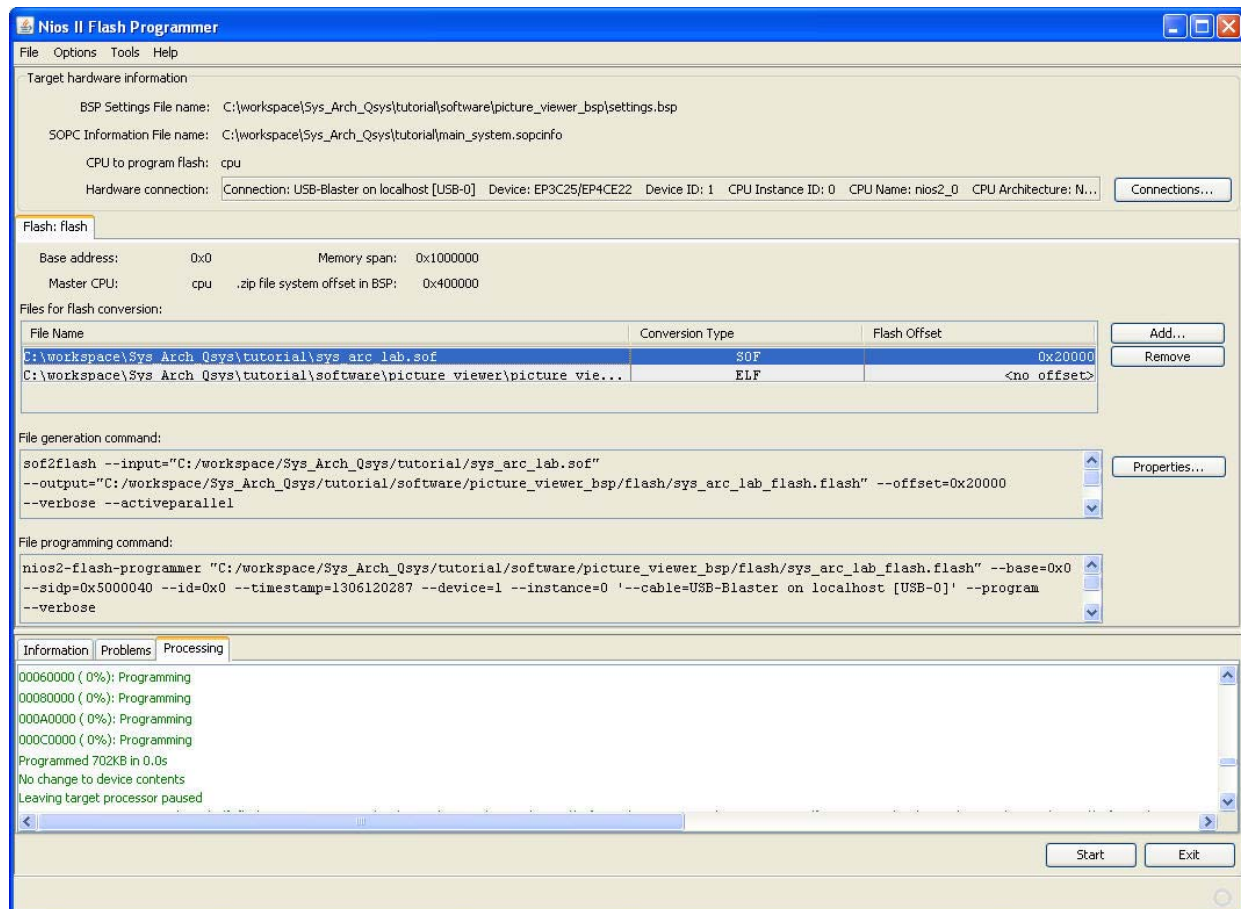 Nios II Flash Programmer
File Options Tools Help
Target hardware information
BSP Settings File name: C:\workspace\Sys_Arch_Qsys\tutorial\software\picture_viewer_bsp\settings.bsp
SOPC Information File name: C:\workspace\Sys_Arch_Qsys\tutorial\main_system.sopcinfo
CPU to program flash: cpu
Hardware connection: Connection: USB-Blaster on localhost [USB-0] Device: EP3C25/EP4CE22 Device ID: 1 CPU Instance ID: 0 CPU Name: nios2_0 CPU Architecture: N... Connections...
Flash: flash
Base address: 0x0 Memory span: 0x1000000
Master CPU: cpu .zip file system offset in BSP: 0x400000
Files for flash conversion:
File Name Conversion Type Flash Offset Add...
C:\workspace\Sys_Arch_Qsys\tutorial\sys_arc_lab.sof SOF 0x20000 Remove
C:\workspace\Sys_Arch_Qsys\tutorial\software\picture_viewer\picture_vie... ELF <no offset>
File generation command:
sof2flash --input="C:/workspace/Sys_Arch_Qsys/tutorial/sys_arc_lab.sof" Properties...
--output="C:/workspace/Sys_Arch_Qsys/tutorial/software/picture_viewer_bsp/flash/sys_arc_lab_flash.flash" --offset=0x20000
--verbose --activeparallel
File programming command:
nios2-flash-programmer "C:/workspace/Sys_Arch_Qsys/tutorial/software/picture_viewer_bsp/flash/sys_arc_lab_flash.flash" --base=0x0
--sidp=0x5000040 --id=0x0 --timestamp=1306120287 --device=1 --instance=0 '--cable=USB-Blaster on localhost [USB-0]' --program
--verbose
Information Problems Processing
00060000 ( 0%): Programming
00080000 ( 0%): Programming
000A0000 ( 0%): Programming
000C0000 ( 0%): Programming
Programmed 702KB in 0.0s
No change to device contents
Leaving target processor paused
Start Exit